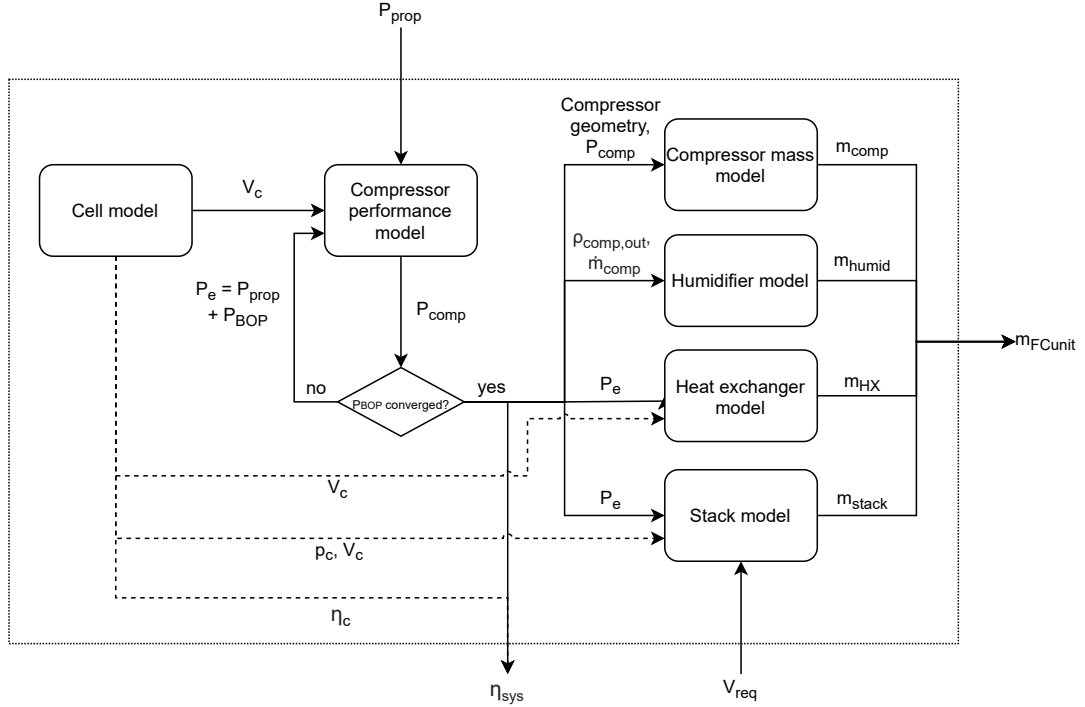 P_prop
Compressor
geometry,
P_comp
Compressor mass
model
m_comp
Cell model
V_c
Compressor
performance
model
ρ_comp,out,
ṁ_comp
Humidifier model
m_humid
P_e = P_prop
+ P_BOP
P_comp
m_FCunit
no
PBOP converged?
yes
P_e
Heat exchanger
model
m_HX
V_c
P_e
Stack model
m_stack
p_c, V_c
η_c
η_sys
V_req